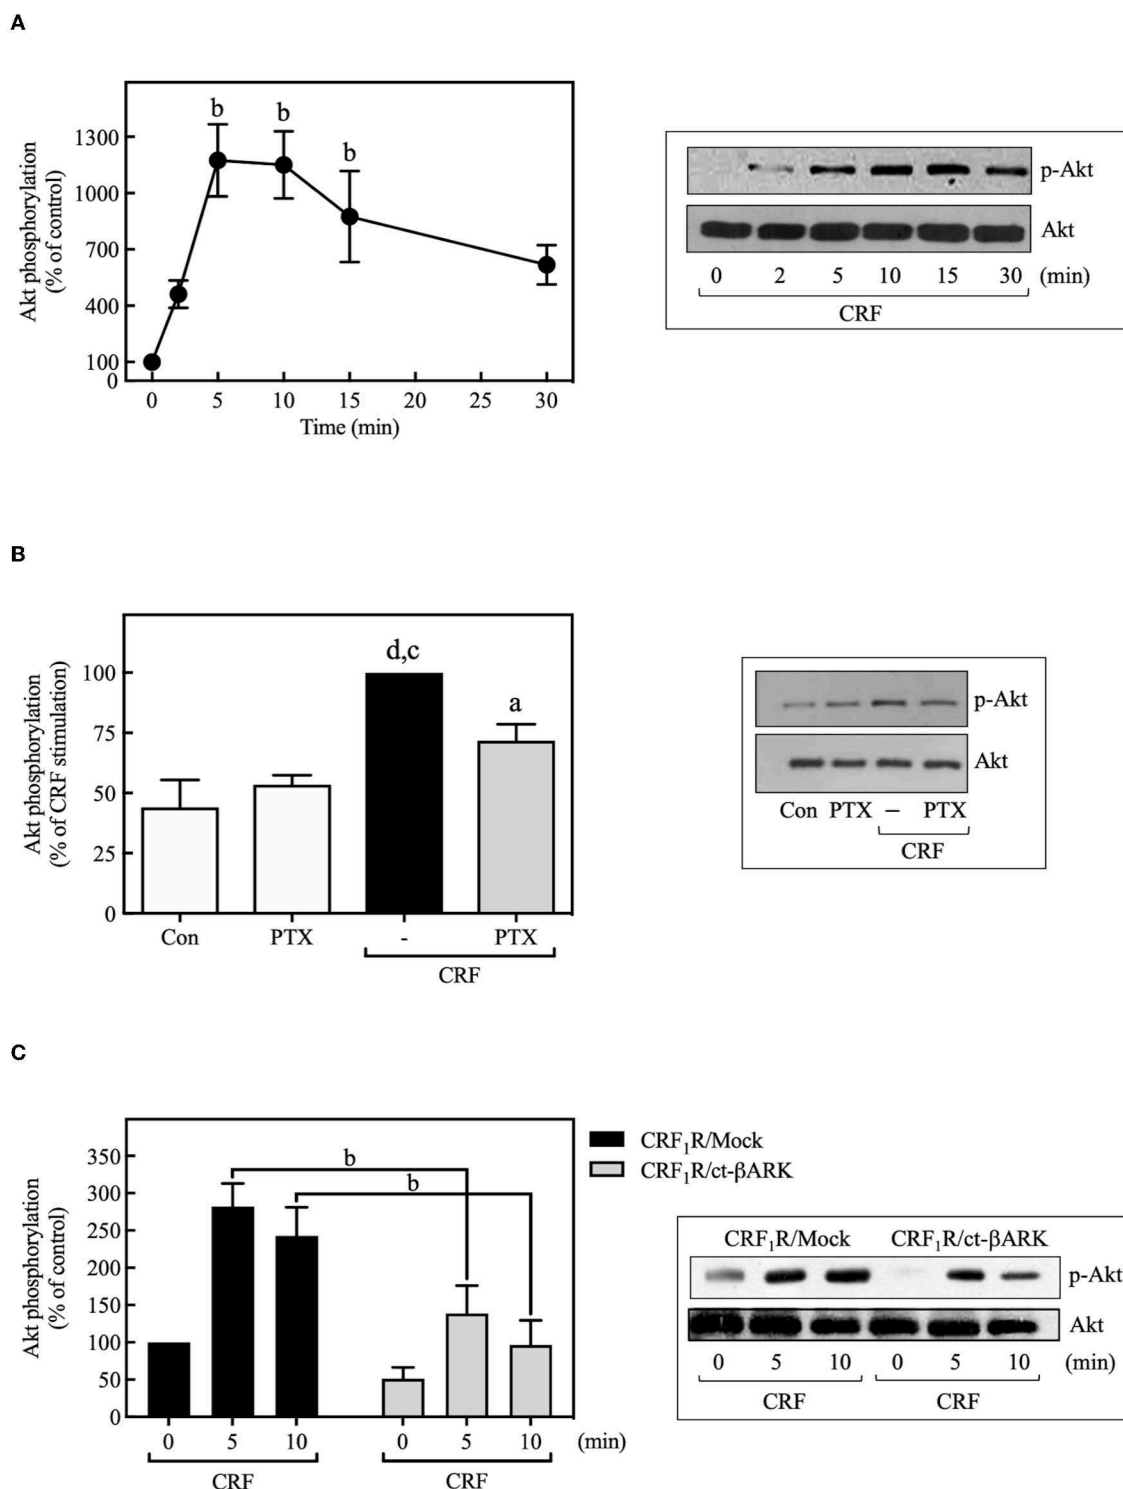 A
Akt phosphorylation
(% of control)
1300
1000
700
400
100
0
b
b
b
0 5 10 15 20 25 30
Time (min)
p-Akt
Akt
0 2 5 10 15 30 (min)
CRF
B
Akt phosphorylation
(% of CRF stimulation)
100
75
50
25
0
d,c
a
Con PTX - PTX
CRF
p-Akt
Akt
Con PTX – PTX
CRF
C
Akt phosphorylation
(% of control)
350
300
250
200
150
100
50
0
b
b
0 5 10 0 5 10 (min)
CRF CRF
CRF₁R/Mock
CRF₁R/ct-βARK
CRF₁R/Mock CRF₁R/ct-βARK
p-Akt
Akt
0 5 10 0 5 10 (min)
CRF CRF